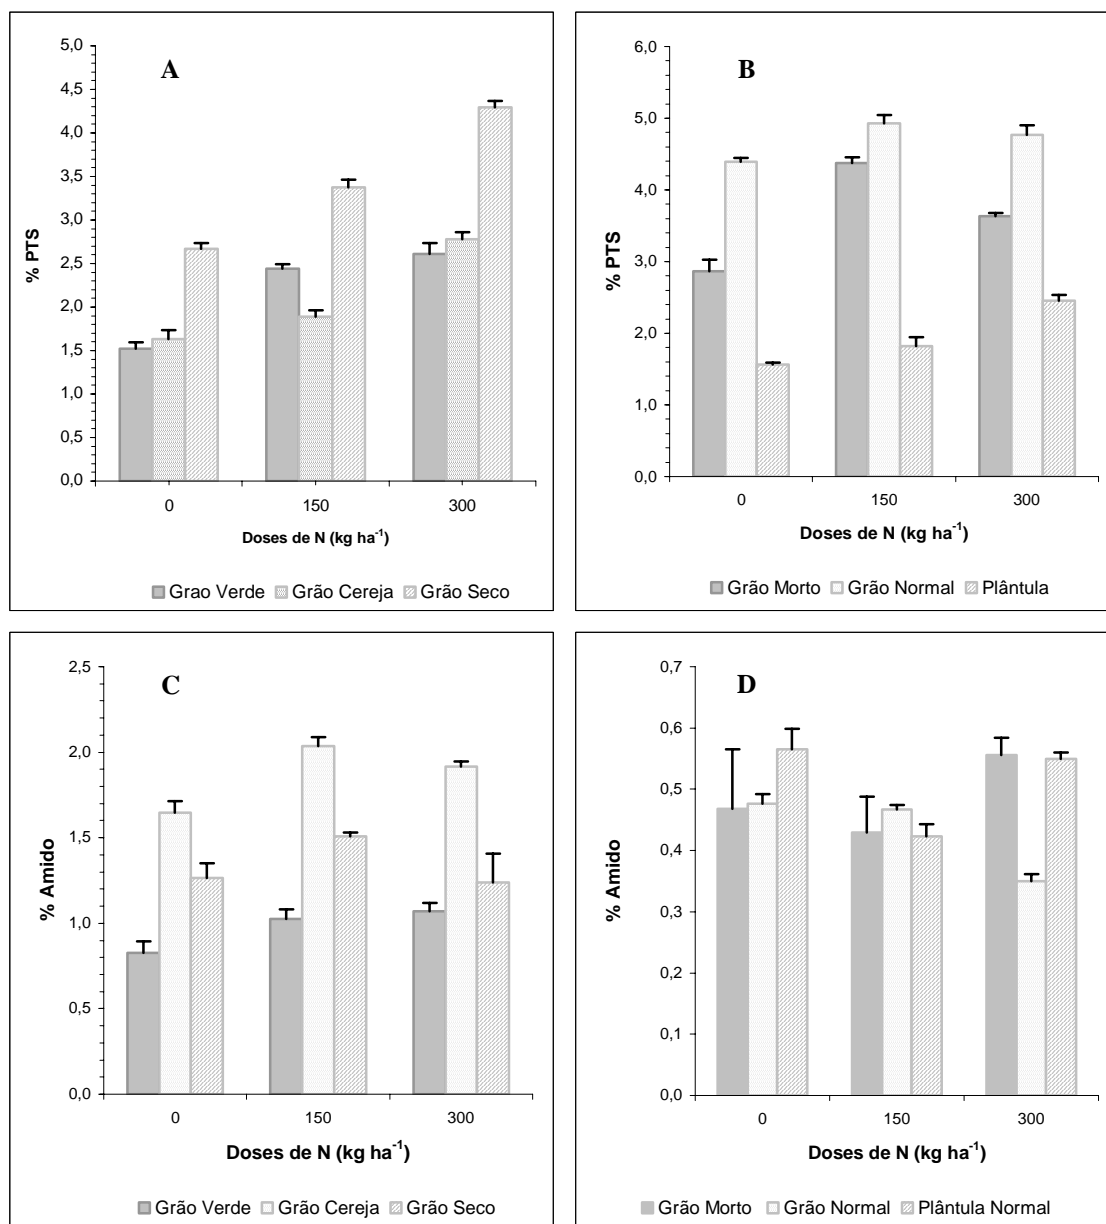 A
% PTS
5,0
4,5
4,0
3,5
3,0
2,5
2,0
1,5
1,0
0,5
0,0
0 150 300
Doses de N (kg ha⁻¹)
Grao Verde Grão Cereja Grão Seco
B
% PTS
6,0
5,0
4,0
3,0
2,0
1,0
0,0
0 150 300
Doses de N (kg ha⁻¹)
Grão Morto Grão Normal Plântula
C
% Amido
2,5
2,0
1,5
1,0
0,5
0,0
0 150 300
Doses de N (kg ha⁻¹)
Grão Verde Grão Cereja Grão Seco
D
% Amido
0,7
0,6
0,5
0,4
0,3
0,2
0,1
0,0
0 150 300
Doses de N (kg ha⁻¹)
Grão Morto Grão Normal Plântula Normal